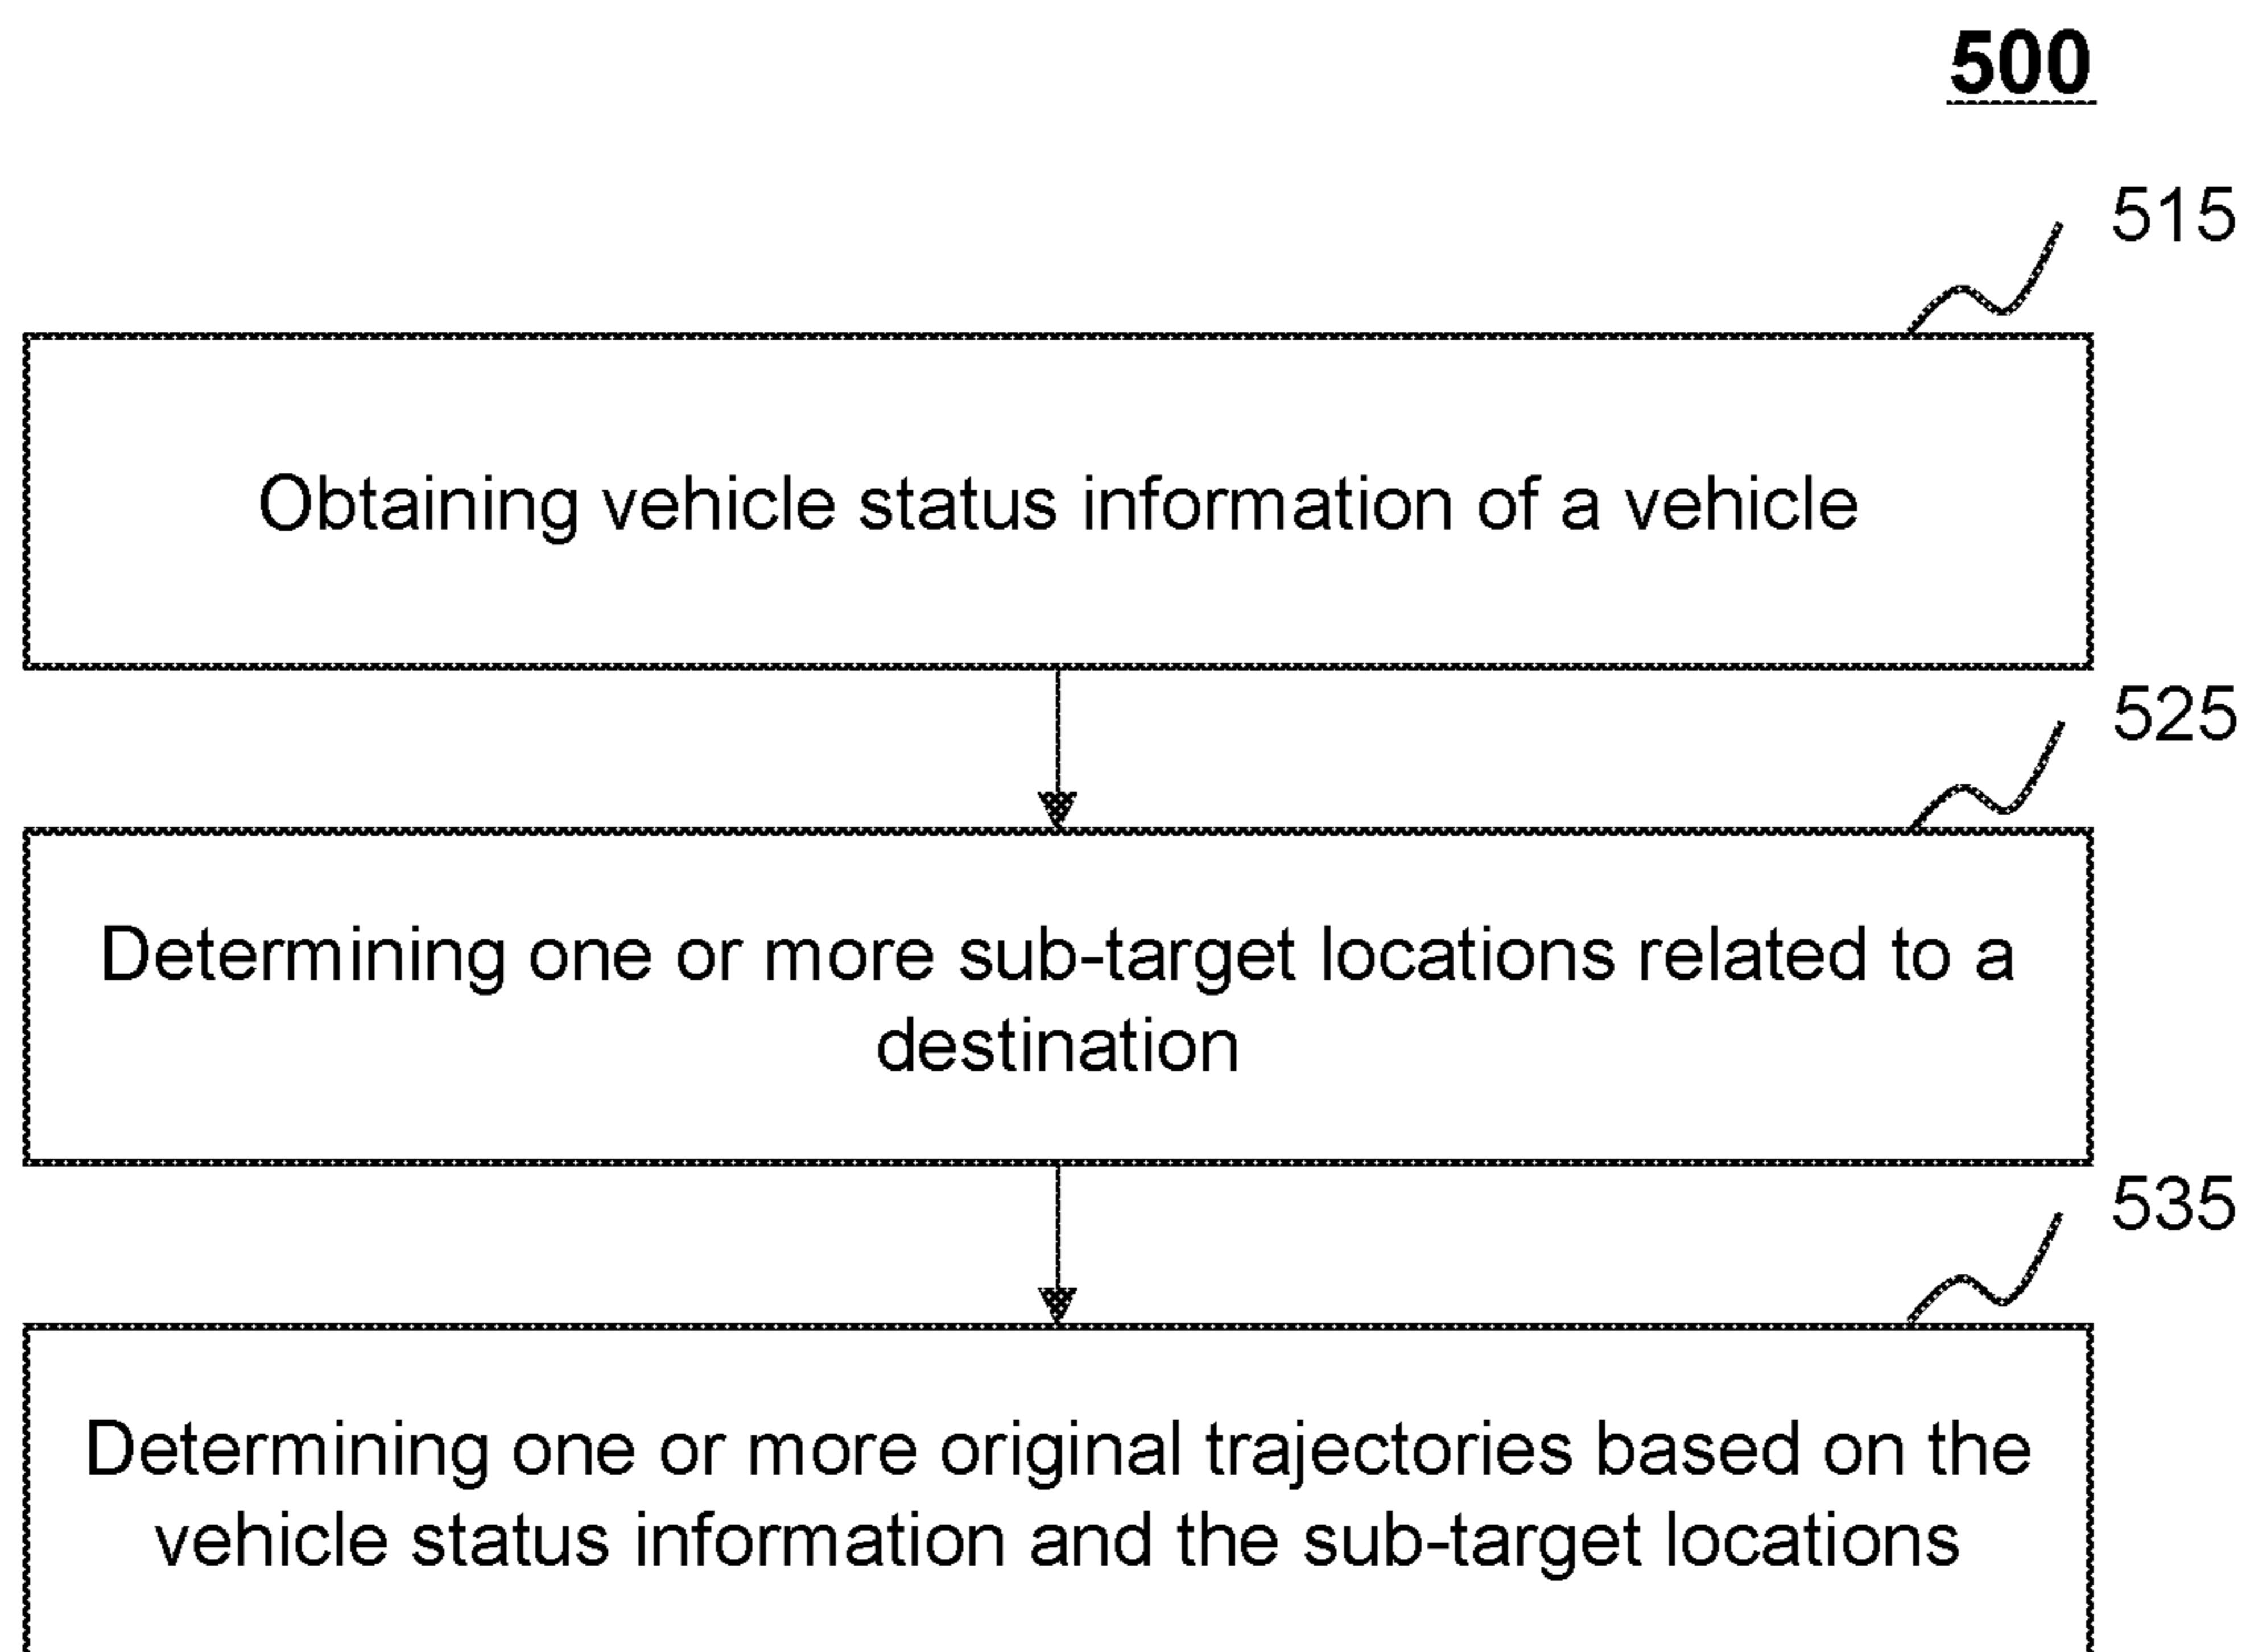 500
515
Obtaining vehicle status information of a vehicle
525
Determining one or more sub-target locations related to a
destination
535
Determining one or more original trajectories based on the
vehicle status information and the sub-target locations